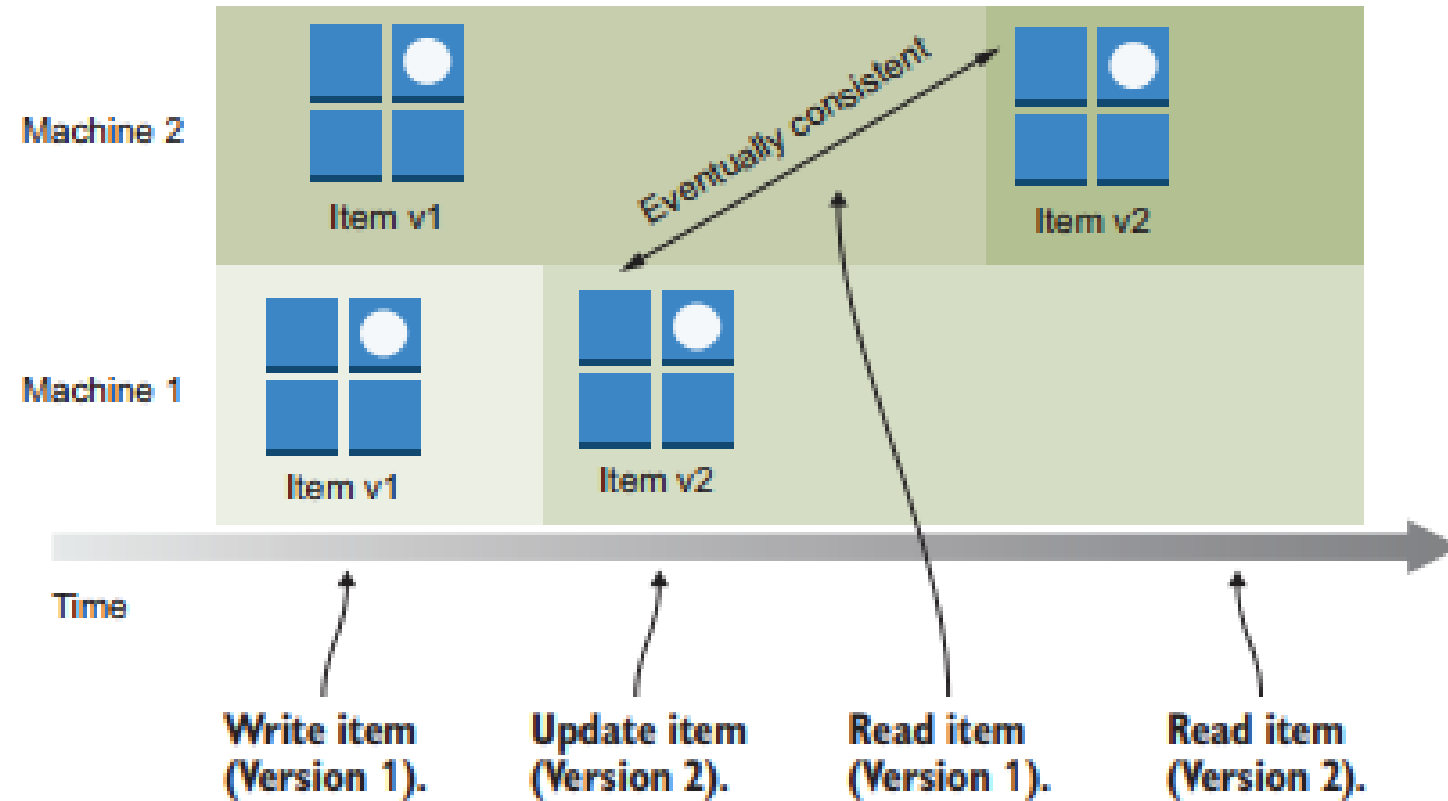 Machine 2
Item v1
Eventually consistent
Item v2
Machine 1
Item v1
Item v2
Time
Write item
(Version 1).
Update item
(Version 2).
Read item
(Version 1).
Read item
(Version 2).